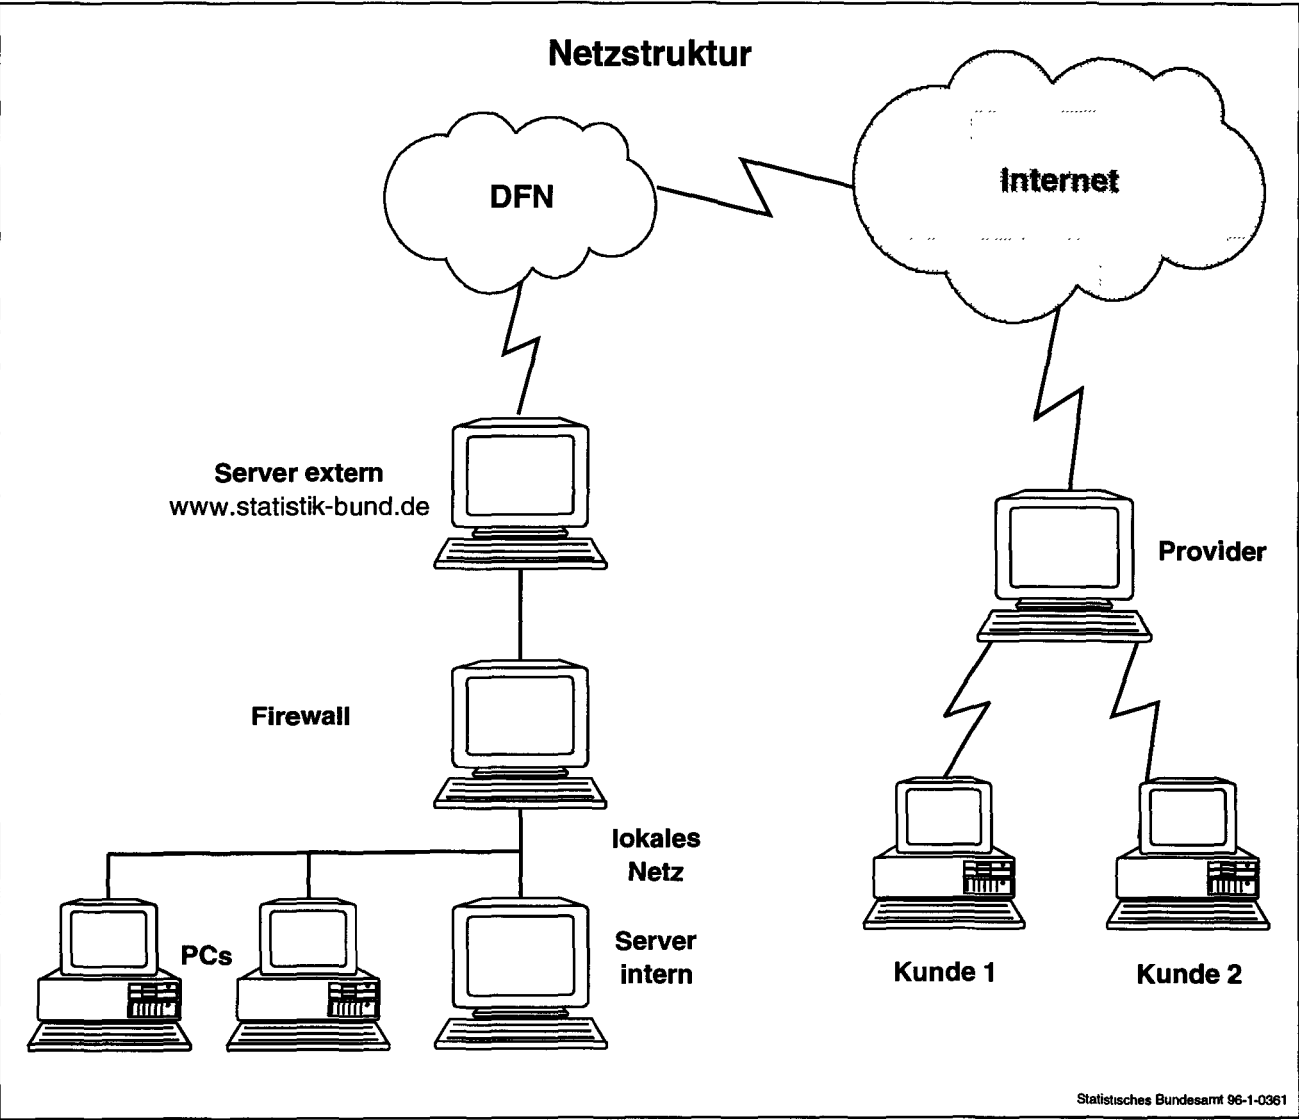 Netzstruktur
DFN
Internet
Server extern
www.statistik-bund.de
Provider
Firewall
lokales
Netz
PCs
Server
intern
Kunde 1
Kunde 2
Statistisches Bundesamt 96-1-0361